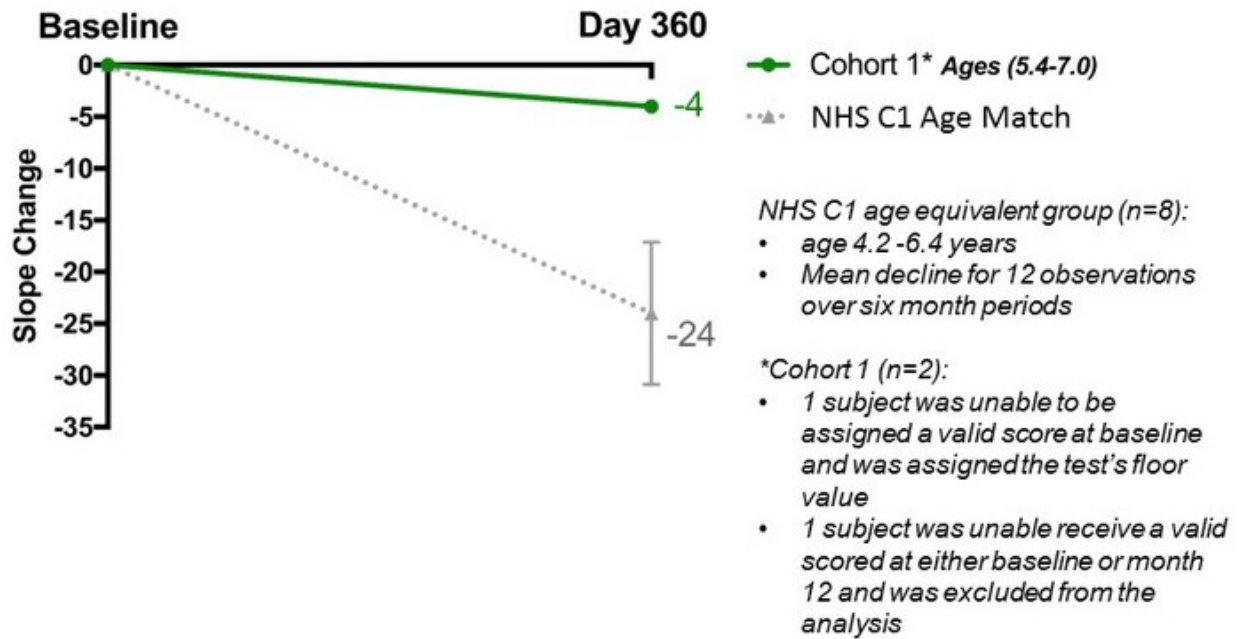 Baseline
Day 360
0
-5
-10
-15
-20
-25
-30
-35
Slope Change
-4
-24
Cohort 1* Ages (5.4-7.0)
NHS C1 Age Match
NHS C1 age equivalent group (n=8):
• age 4.2 -6.4 years
• Mean decline for 12 observations
over six month periods
*Cohort 1 (n=2):
• 1 subject was unable to be
assigned a valid score at baseline
and was assigned the test's floor
value
• 1 subject was unable receive a valid
scored at either baseline or month
12 and was excluded from the
analysis